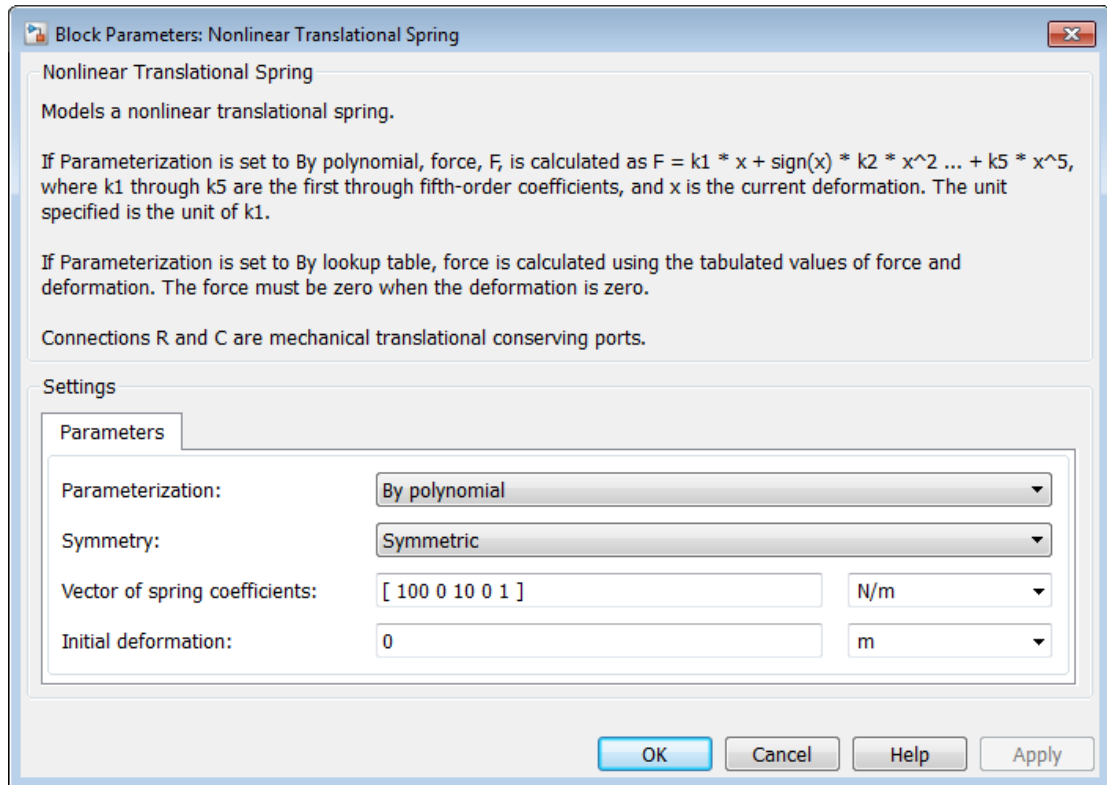 Block Parameters: Nonlinear Translational Spring
Nonlinear Translational Spring
Models a nonlinear translational spring.
If Parameterization is set to By polynomial, force, F, is calculated as F = k1 * x + sign(x) * k2 * x^2 ... + k5 * x^5,
where k1 through k5 are the first through fifth-order coefficients, and x is the current deformation. The unit
specified is the unit of k1.
If Parameterization is set to By lookup table, force is calculated using the tabulated values of force and
deformation. The force must be zero when the deformation is zero.
Connections R and C are mechanical translational conserving ports.
Settings
Parameters
Parameterization: By polynomial
Symmetry: Symmetric
Vector of spring coefficients: [ 100 0 10 0 1 ] N/m
Initial deformation: 0 m
OK Cancel Help Apply